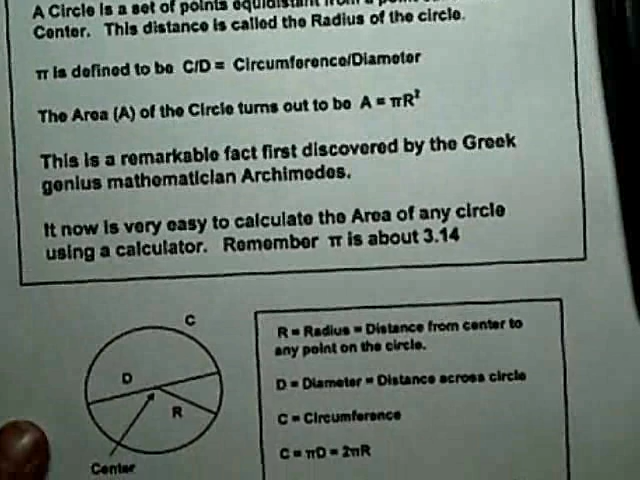 A Circle is a set of points equidistant from a point
Center. This distance is called the Radius of the circle.
π is defined to be C/D = Circumference/Diameter
The Area (A) of the Circle turns out to be A = πR²
This is a remarkable fact first discovered by the Greek
genius mathematician Archimedes.
It now is very easy to calculate the Area of any circle
using a calculator. Remember π is about 3.14
C
D
R
Center
R = Radius = Distance from center to
any point on the circle.
D = Diameter = Distance across circle
C = Circumference
C = πD = 2πR